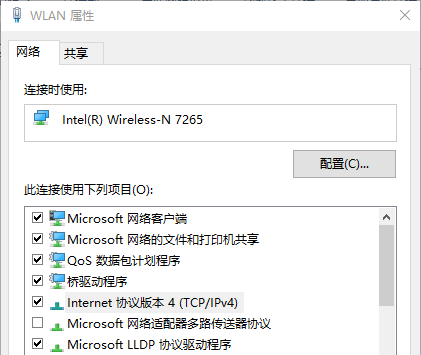 WLAN 属性
网络
共享
连接时使用:
Intel(R) Wireless-N 7265
配置(C)...
此连接使用下列项目(O):
Microsoft 网络客户端
Microsoft 网络的文件和打印机共享
QoS 数据包计划程序
桥驱动程序
Internet 协议版本 4 (TCP/IPv4)
Microsoft 网络适配器多路传送器协议
Microsoft LLDP 协议驱动程序